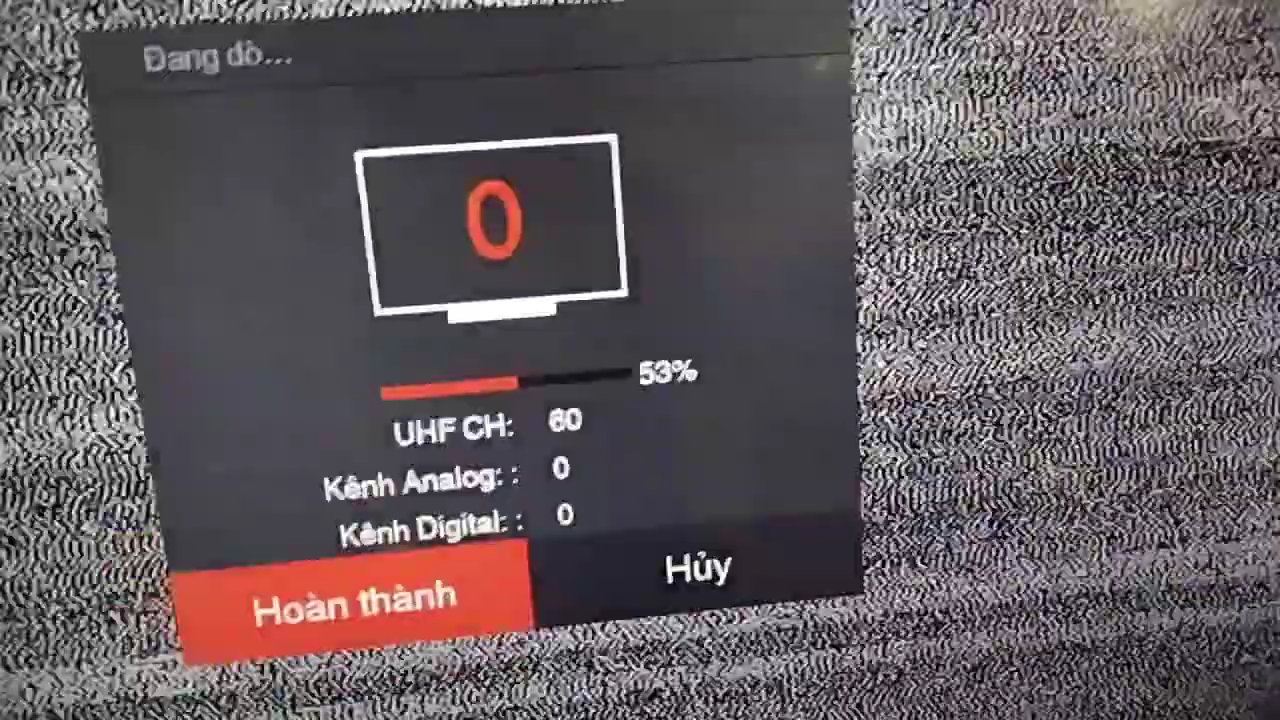 Đang dò...
0
53%
UHF CH: 60
Kênh Analog: : 0
Kênh Digital: : 0
Hoàn thành
Hủy